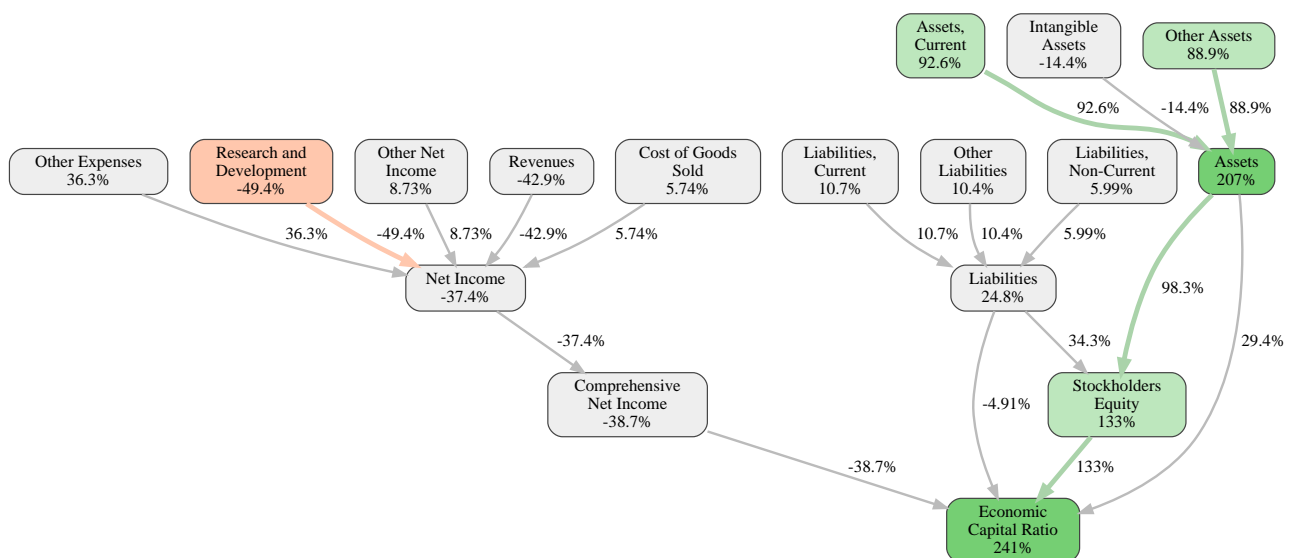 Assets,
Current
92.6%
Intangible
Assets
-14.4%
Other Assets
88.9%
92.6%
-14.4%
88.9%
Other Expenses
36.3%
Research and
Development
-49.4%
Other Net
Income
8.73%
Revenues
-42.9%
Cost of Goods
Sold
5.74%
Liabilities,
Current
10.7%
Other
Liabilities
10.4%
Liabilities,
Non-Current
5.99%
Assets
207%
36.3%
-49.4%
8.73%
-42.9%
5.74%
10.7%
10.4%
5.99%
Net Income
-37.4%
Liabilities
24.8%
98.3%
-37.4%
34.3%
29.4%
Comprehensive
Net Income
-38.7%
-4.91%
Stockholders
Equity
133%
-38.7%
133%
Economic
Capital Ratio
241%